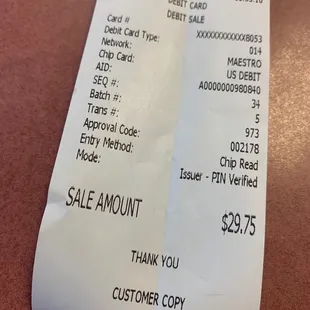 DEBIT CARD
DEBIT SALE
Card # XXXXXXXXXXXX8053
Debit Card Type: 014
Network: MAESTRO
Chip Card: US DEBIT
AID: A0000000980840
SEQ #: 34
Batch #: 5
Trans #: 973
Approval Code: 002178
Entry Method: Chip Read
Mode: Issuer - PIN Verified
SALE AMOUNT $29.75
THANK YOU
CUSTOMER COPY